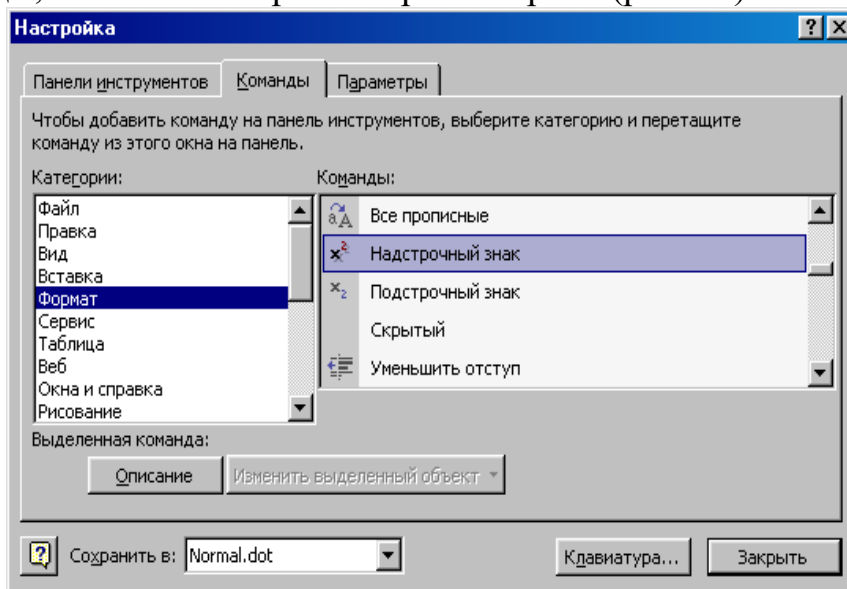 Настройка
Панели инструментов Команды Параметры
Чтобы добавить команду на панель инструментов, выберите категорию и перетащите
команду из этого окна на панель.
Категории: Команды:
Файл
Правка
Вид
Вставка
Формат
Сервис
Таблица
Веб
Окна и справка
Рисование
Все прописные
Надстрочный знак
Подстрочный знак
Скрытый
Уменьшить отступ
Выделенная команда:
Описание Изменить выделенный объект
Сохранить в: Normal.dot Клавиатура... Закрыть